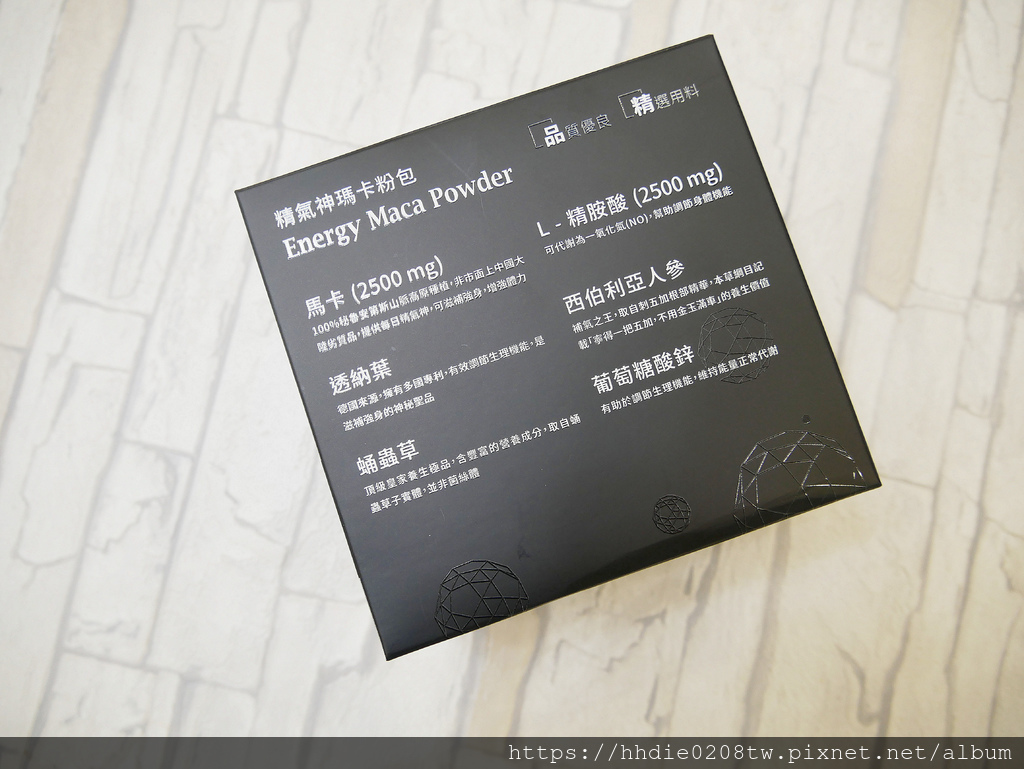 品質優良 精選用料
精氣神瑪卡粉包
Energy Maca Powder
馬卡 (2500 mg)
100%秘魯安第斯山脈高原種植,非市面上中國大
陸劣質品,提供每日精氣神,可滋補強身,增強體力
透納葉
德國來源,擁有多國專利,有效調節生理機能,是
滋補強身的神秘聖品
蛹蟲草
頂級皇家養生極品,含豐富的營養成分,取自蛹
蟲草子實體,並非菌絲體
L - 精胺酸 (2500 mg)
可代謝為一氧化氮(NO),幫助調節身體機能
西伯利亞人參
補氣之王,取自刺五加根部精華,本草綱目記
載「寧得一把五加,不用金玉滿車」的養生價值
葡萄糖酸鋅
有助於調節生理機能,維持能量正常代謝
https://hhdie0208tw.pixnet.net/album